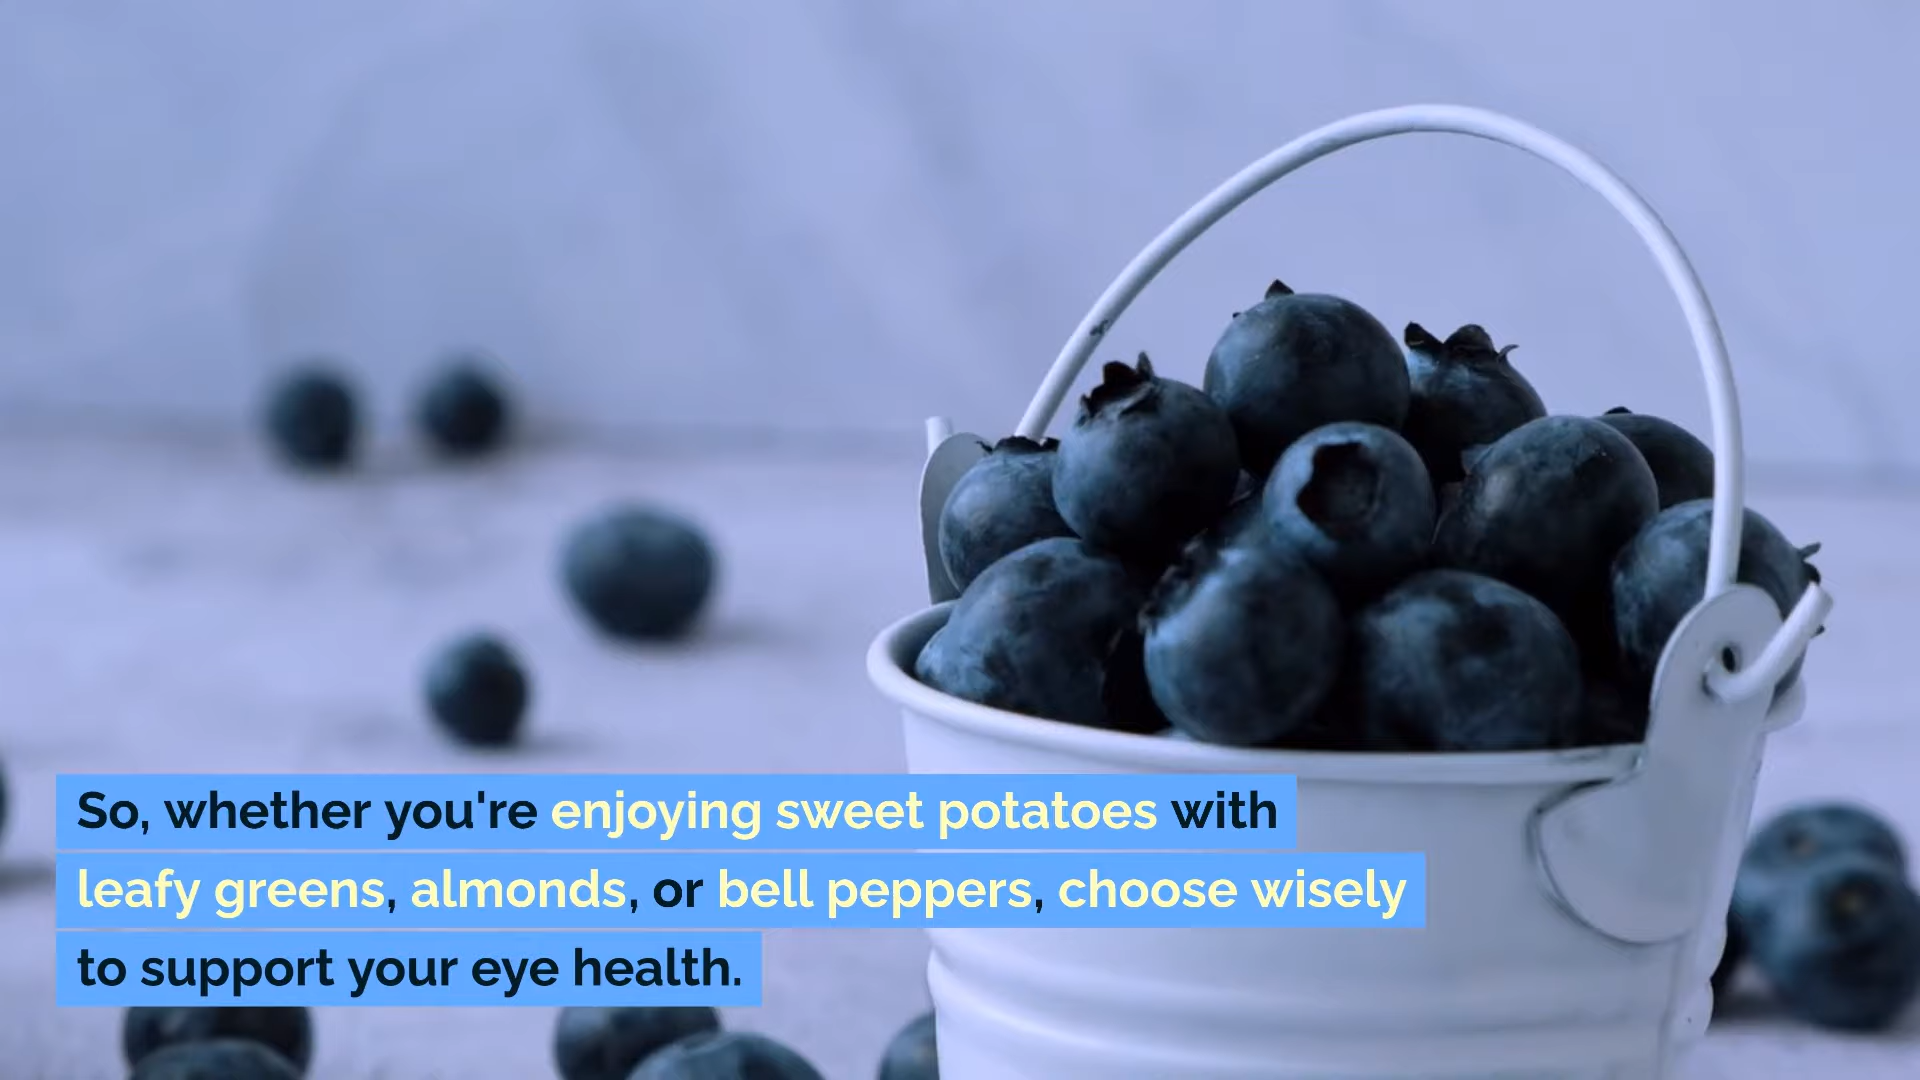 So, whether you're enjoying sweet potatoes with
leafy greens, almonds, or bell peppers, choose wisely
to support your eye health.